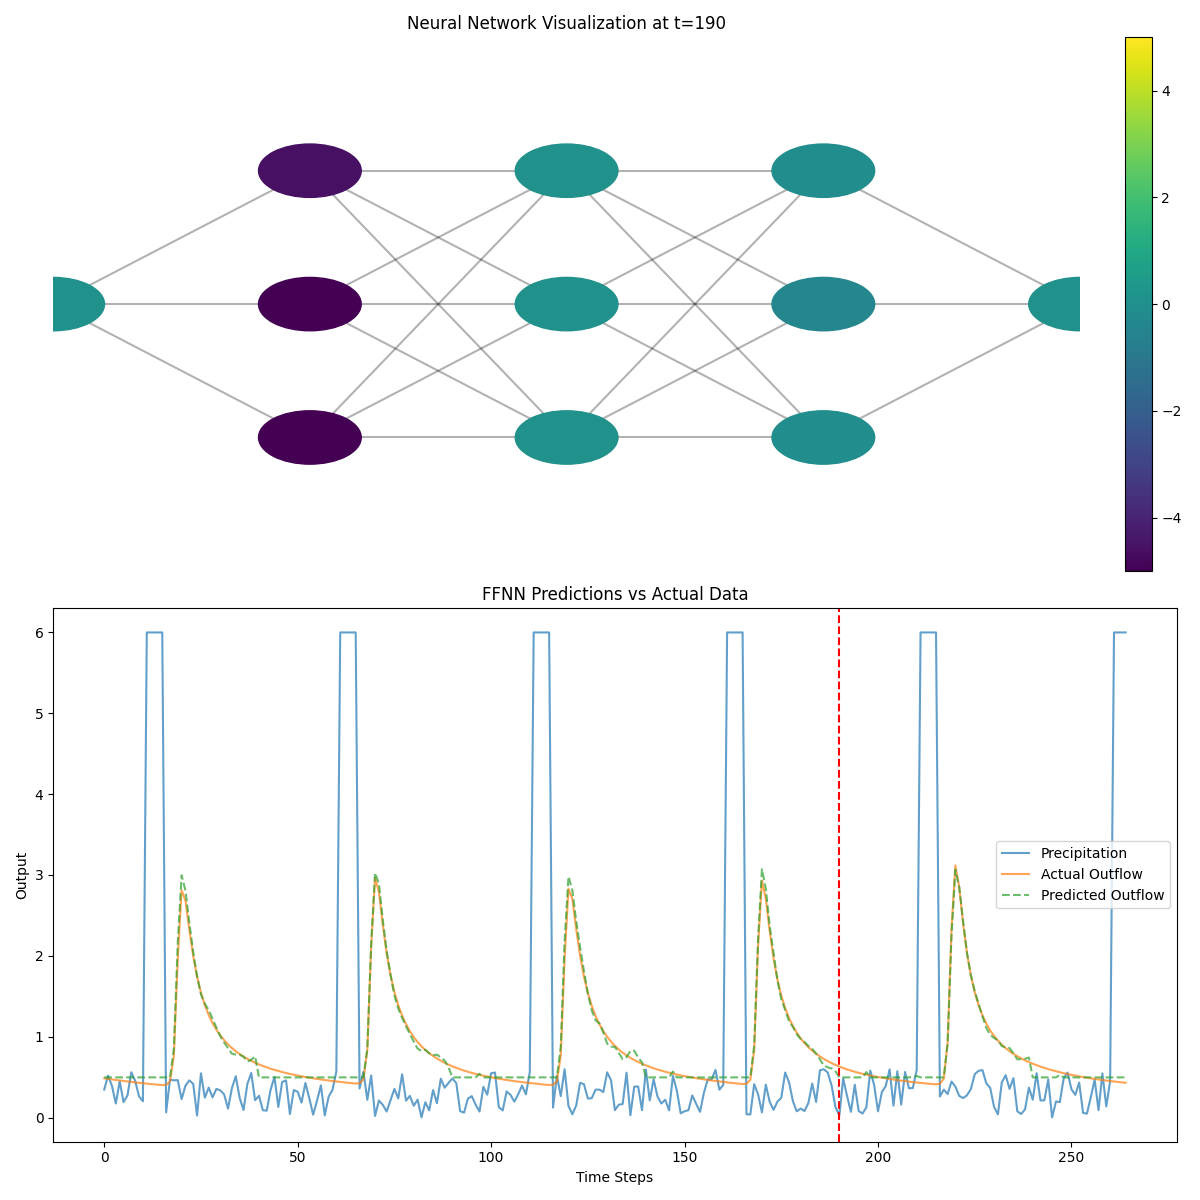 Neural Network Visualization at t=190
4
2
0
−2
−4
FFNN Predictions vs Actual Data
6
5
4
3
2
1
0
Output
Precipitation
Actual Outflow
Predicted Outflow
0 50 100 150 200 250
Time Steps